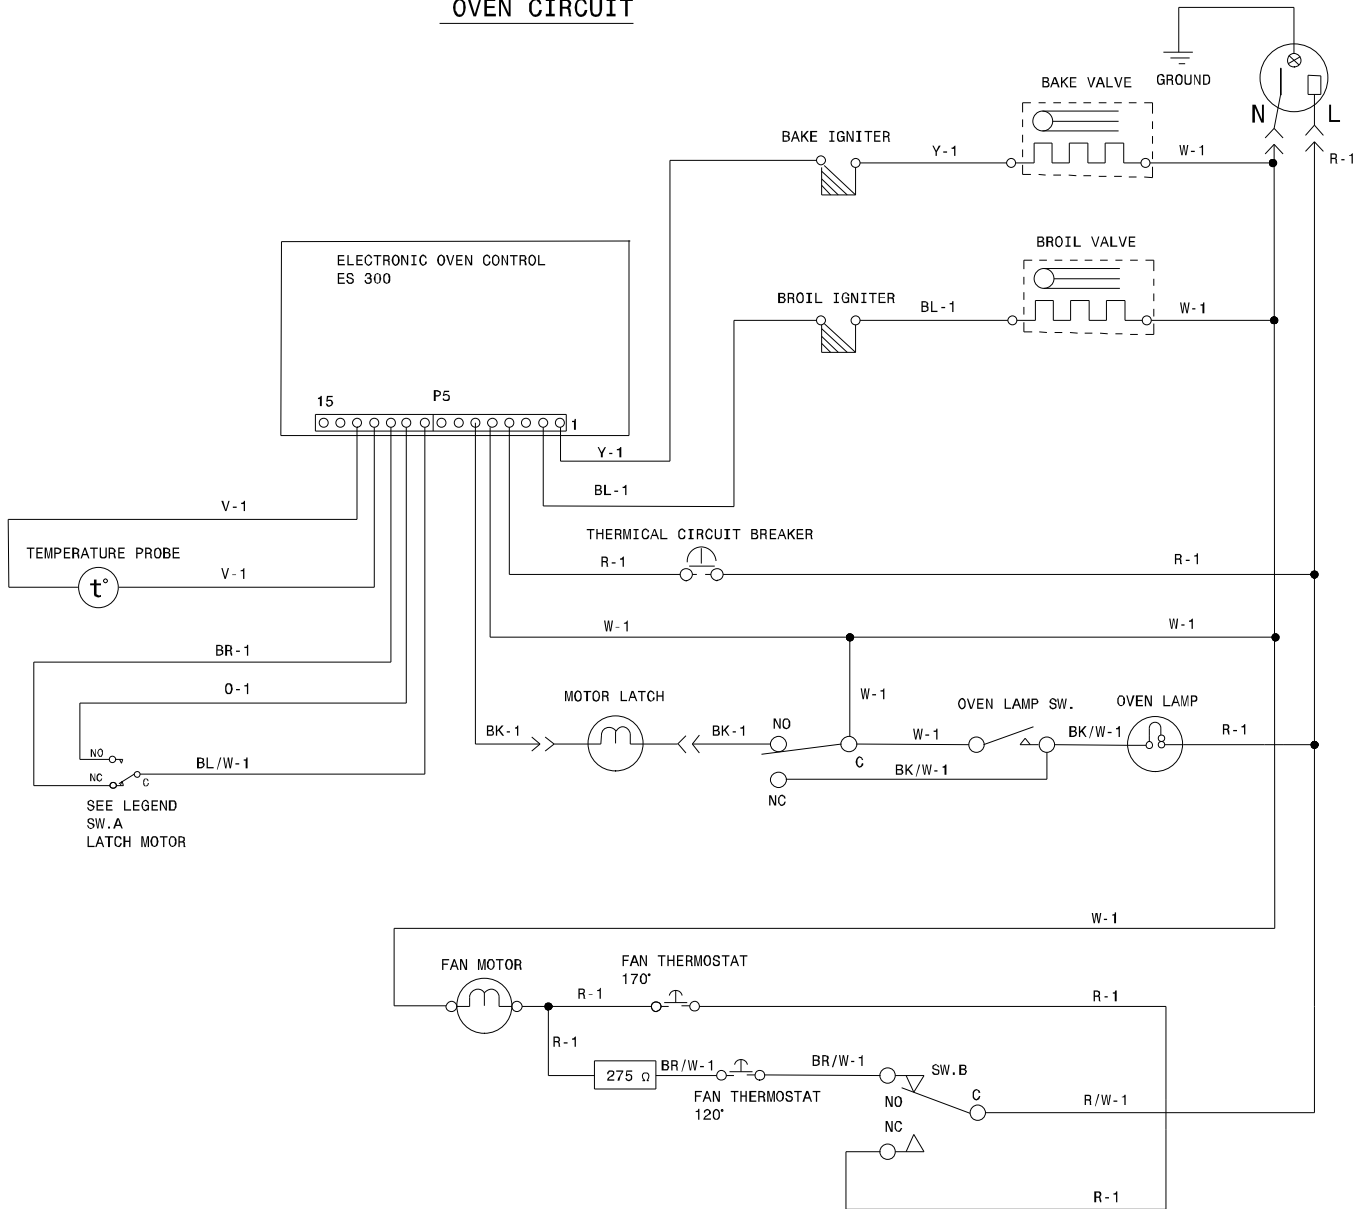 OVEN CIRCUIT
GROUND
BAKE VALVE
N
L
BAKE IGNITER
Y-1
W-1
R-1
BROIL VALVE
ELECTRONIC OVEN CONTROL
ES 300
BROIL IGNITER
BL-1
W-1
15
P5
1
Y-1
BL-1
V-1
THERMICAL CIRCUIT BREAKER
TEMPERATURE PROBE
R-1
R-1
t°
V-1
W-1
W-1
BR-1
O-1
MOTOR LATCH
W-1
OVEN LAMP SW.
OVEN LAMP
BK-1
BK-1
NO
W-1
BK/W-1
R-1
NO
BL/W-1
C
BK/W-1
NC
C
NC
SEE LEGEND
SW.A
LATCH MOTOR
W-1
FAN MOTOR
FAN THERMOSTAT
170°
R-1
R-1
R-1
275 Ω
BR/W-1
BR/W-1
SW.B
FAN THERMOSTAT
120°
NO
C
R/W-1
NC
R-1